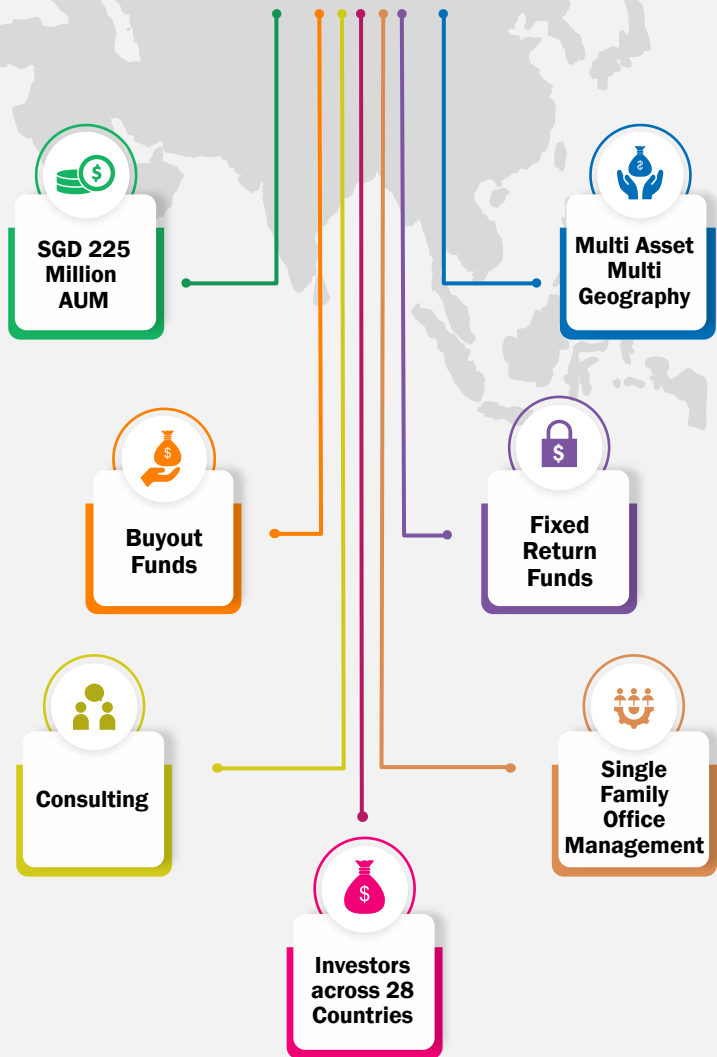 SGD 225
Million
AUM
Multi Asset
Multi
Geography
Buyout
Funds
Fixed
Return
Funds
Consulting
Single
Family
Office
Management
Investors
across 28
Countries
$
$
$
$
$